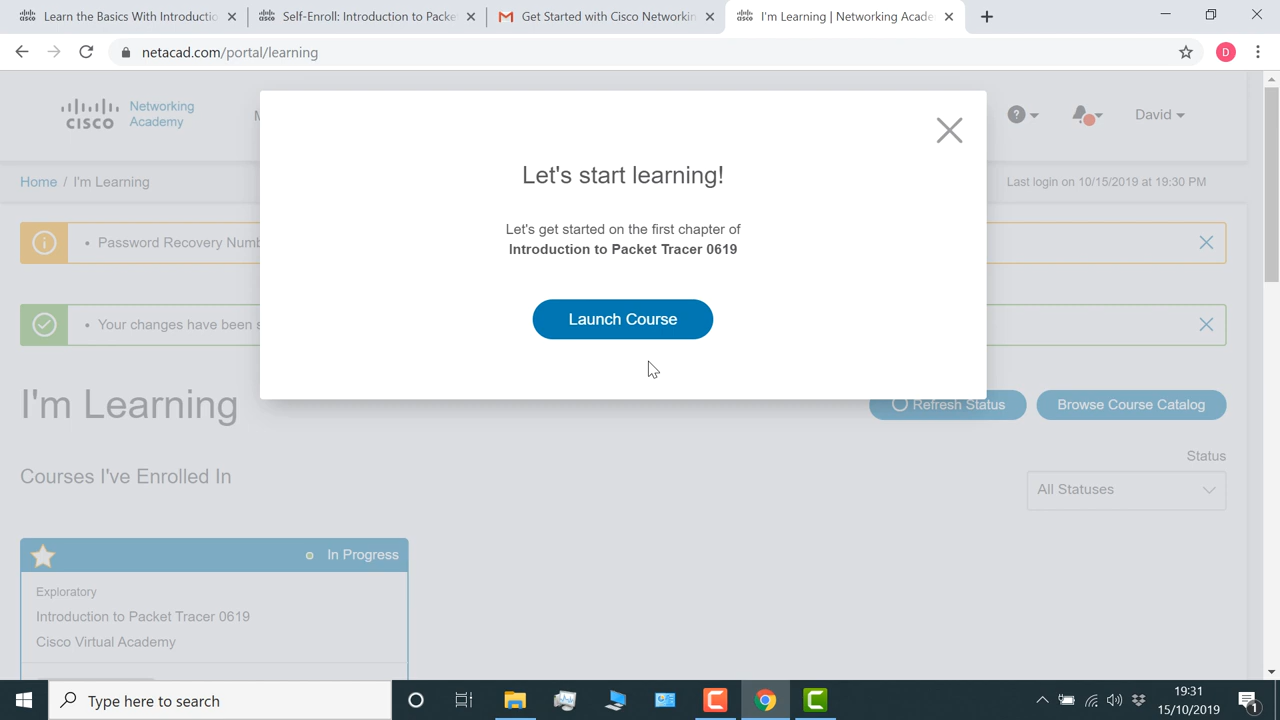 Learn the Basics With Introductio
Self-Enroll: Introduction to Packe
Get Started with Cisco Networkin
I'm Learning | Networking Acade
netacad.com/portal/learning
D
CISCO
Networking
Academy
M
?
David
Home / I'm Learning
Last login on 10/15/2019 at 19:30 PM
• Password Recovery Numb
• Your changes have been s
Let's start learning!
Let's get started on the first chapter of
Introduction to Packet Tracer 0619
Launch Course
I'm Learning
Refresh Status
Browse Course Catalog
Courses I've Enrolled In
Status
All Statuses
In Progress
Exploratory
Introduction to Packet Tracer 0619
Cisco Virtual Academy
Type here to search
19:31
15/10/2019
1